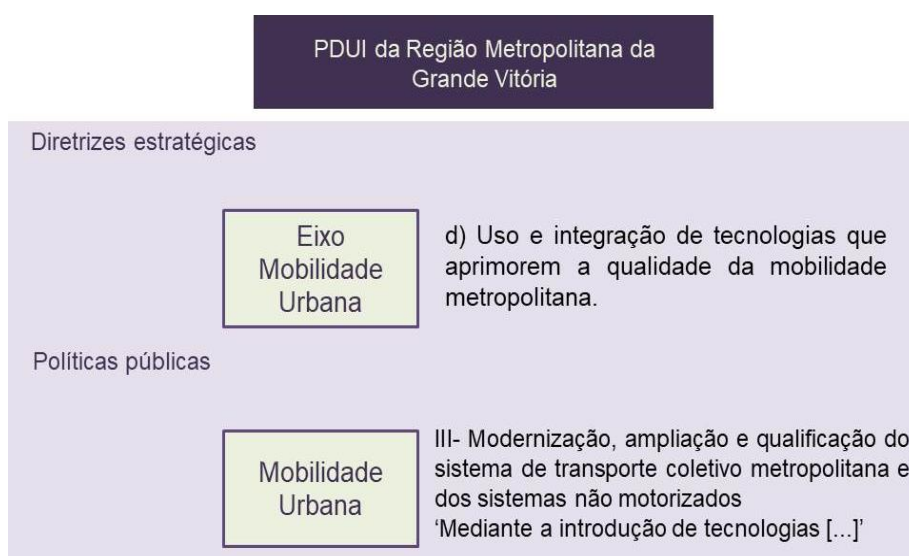 PDUI da Região Metropolitana da
Grande Vitória
Diretrizes estratégicas
Eixo
Mobilidade
Urbana
d) Uso e integração de tecnologias que
aprimorem a qualidade da mobilidade
metropolitana.
Políticas públicas
Mobilidade
Urbana
III- Modernização, ampliação e qualificação do
sistema de transporte coletivo metropolitana e
dos sistemas não motorizados
‘Mediante a introdução de tecnologias [...]’